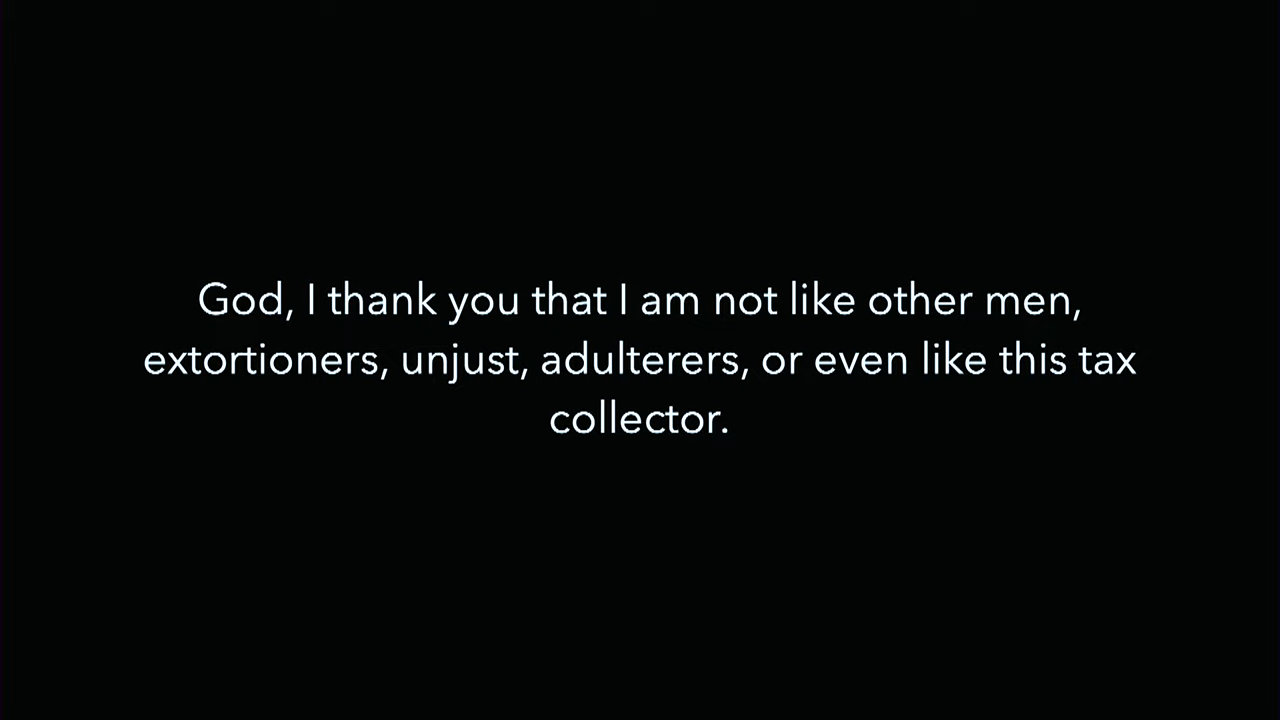 God, I thank you that I am not like other men,
extortioners, unjust, adulterers, or even like this tax
collector.